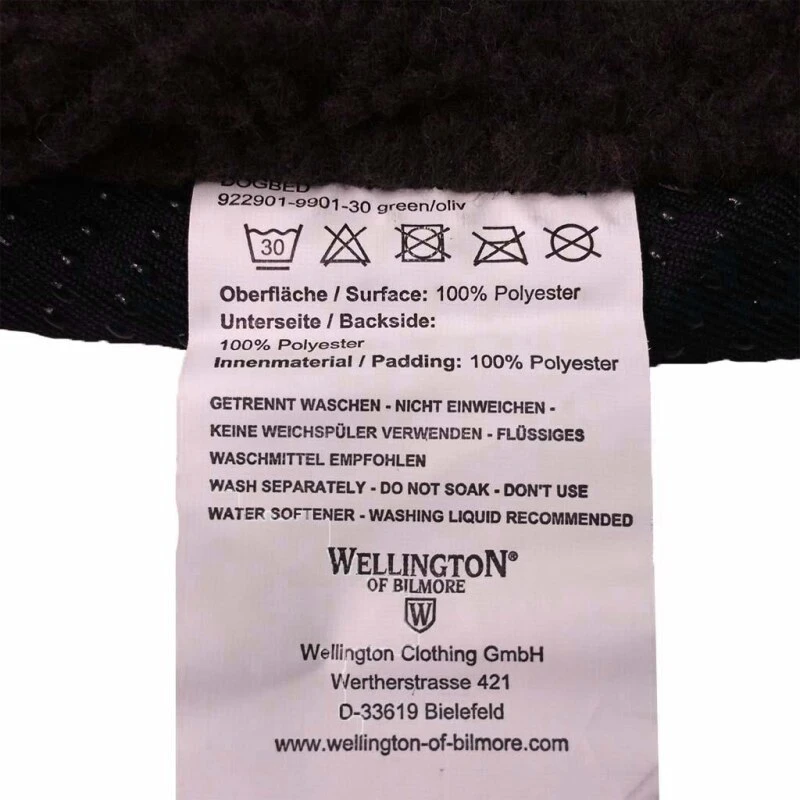 DOGBED
922901-9901-30 green/oliv
30
Oberfläche / Surface: 100% Polyester
Unterseite / Backside:
100% Polyester
Innenmaterial / Padding: 100% Polyester
GETRENNT WASCHEN - NICHT EINWEICHEN -
KEINE WEICHSPÜLER VERWENDEN - FLÜSSIGES
WASCHMITTEL EMPFOHLEN
WASH SEPARATELY - DO NOT SOAK - DON'T USE
WATER SOFTENER - WASHING LIQUID RECOMMENDED
WELLINGTON®
OF BILMORE
W
Wellington Clothing GmbH
Wertherstrasse 421
D-33619 Bielefeld
www.wellington-of-bilmore.com